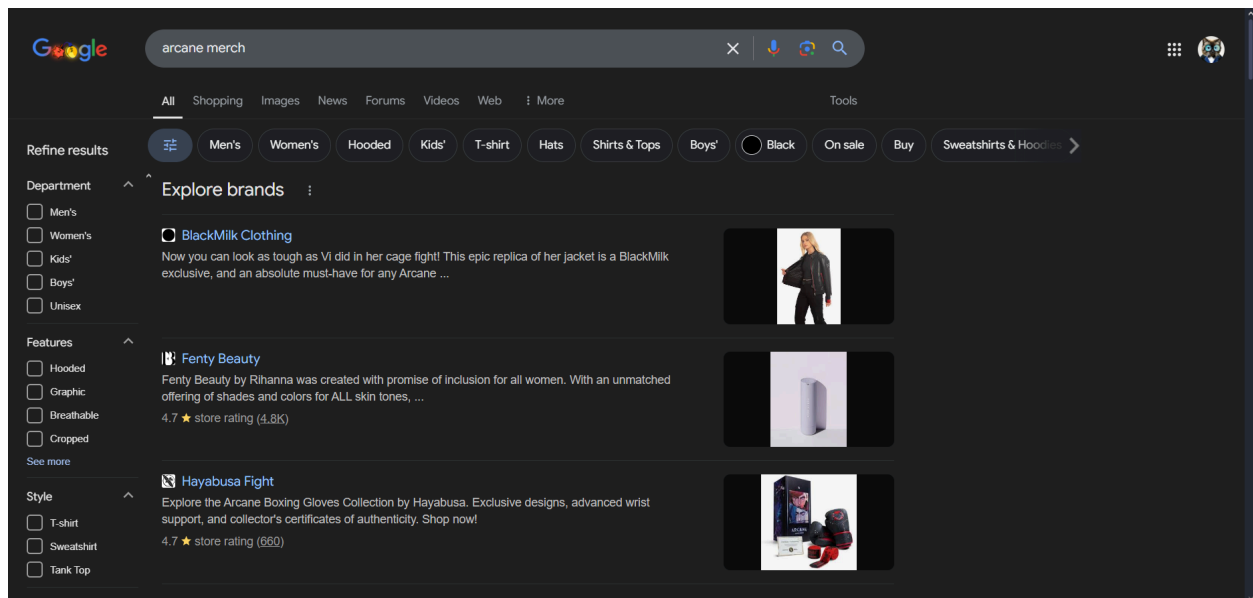 Google
arcane merch
All Shopping Images News Forums Videos Web More Tools
Refine results
Men's Women's Hooded Kids' T-shirt Hats Shirts & Tops Boys' Black On sale Buy Sweatshirts & Hoodies
Department
Men's
Women's
Kids'
Boys'
Unisex
Features
Hooded
Graphic
Breathable
Cropped
See more
Style
T-shirt
Sweatshirt
Tank Top
Explore brands
BlackMilk Clothing
Now you can look as tough as Vi did in her cage fight! This epic replica of her jacket is a BlackMilk
exclusive, and an absolute must-have for any Arcane ...
Fenty Beauty
Fenty Beauty by Rihanna was created with promise of inclusion for all women. With an unmatched
offering of shades and colors for ALL skin tones, ...
4.7 ★ store rating (4.8K)
Hayabusa Fight
Explore the Arcane Boxing Gloves Collection by Hayabusa. Exclusive designs, advanced wrist
support, and collector's certificates of authenticity. Shop now!
4.7 ★ store rating (660)